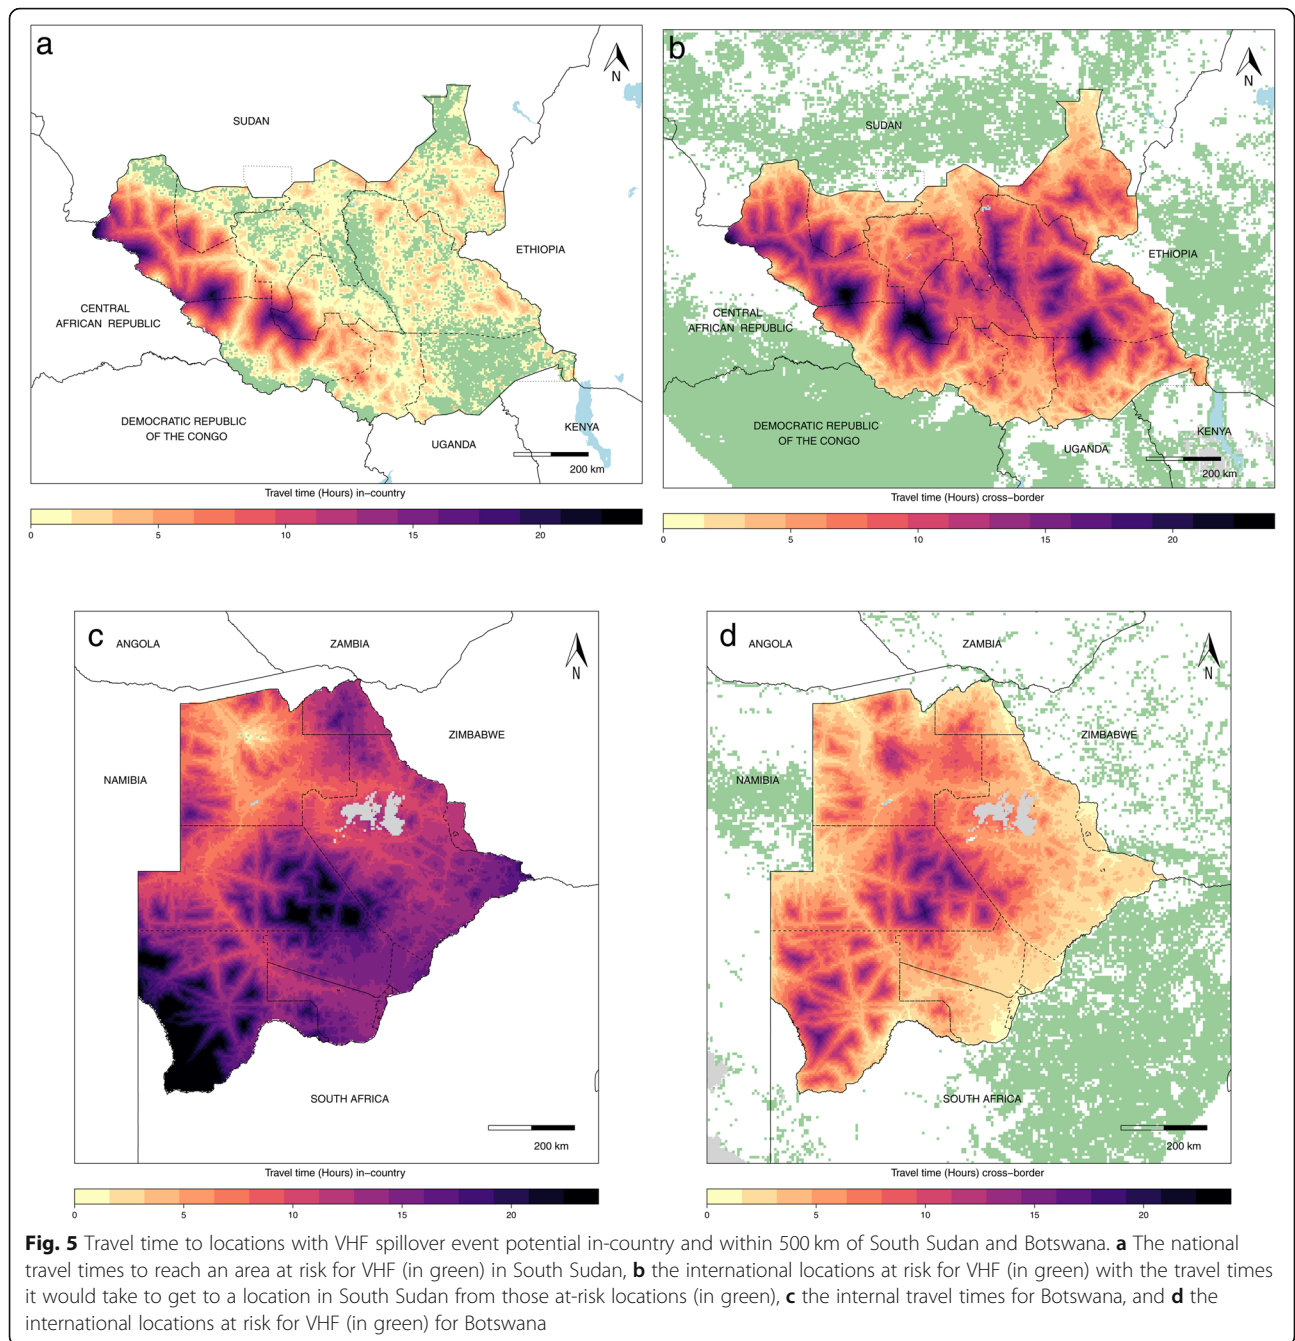 a
N
SUDAN
ETHIOPIA
CENTRAL
AFRICAN REPUBLIC
DEMOCRATIC REPUBLIC
OF THE CONGO
UGANDA
KENYA
200 km
Travel time (Hours) in−country
0 5 10 15 20
b
N
SUDAN
ETHIOPIA
CENTRAL
AFRICAN REPUBLIC
DEMOCRATIC REPUBLIC
OF THE CONGO
UGANDA
KENYA
200 km
Travel time (Hours) cross−border
0 5 10 15 20
c
N
ANGOLA
ZAMBIA
ZIMBABWE
NAMIBIA
SOUTH AFRICA
200 km
Travel time (Hours) in−country
0 5 10 15 20
d
N
ANGOLA
ZAMBIA
ZIMBABWE
NAMIBIA
SOUTH AFRICA
200 km
Travel time (Hours) cross−border
0 5 10 15 20
Fig. 5 Travel time to locations with VHF spillover event potential in-country and within 500 km of South Sudan and Botswana. a The national
travel times to reach an area at risk for VHF (in green) in South Sudan, b the international locations at risk for VHF (in green) with the travel times
it would take to get to a location in South Sudan from those at-risk locations (in green), c the internal travel times for Botswana, and d the
international locations at risk for VHF (in green) for Botswana